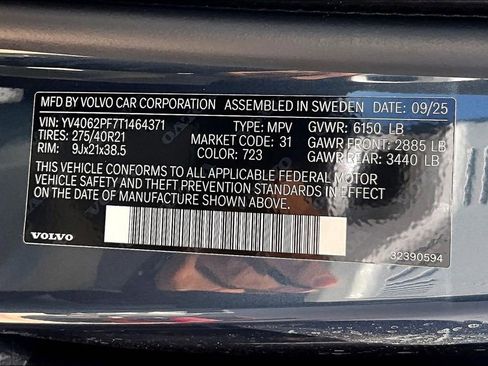 MFD BY VOLVO CAR CORPORATION ASSEMBLED IN SWEDEN DATE: 09/25
VIN: YV4062PF7T1464371 TYPE: MPV GVWR: 6150 LB
TIRES: 275/40R21 MARKET CODE: 31 GAWR FRONT: 2885 LB
RIM: 9Jx21x38.5 COLOR: 723 GAWR REAR: 3440 LB
THIS VEHICLE CONFORMS TO ALL APPLICABLE FEDERAL MOTOR
VEHICLE SAFETY AND THEFT PREVENTION STANDARDS IN EFFECT
ON THE DATE OF MANUFACTURE SHOWN ABOVE.
VOLVO 32390594